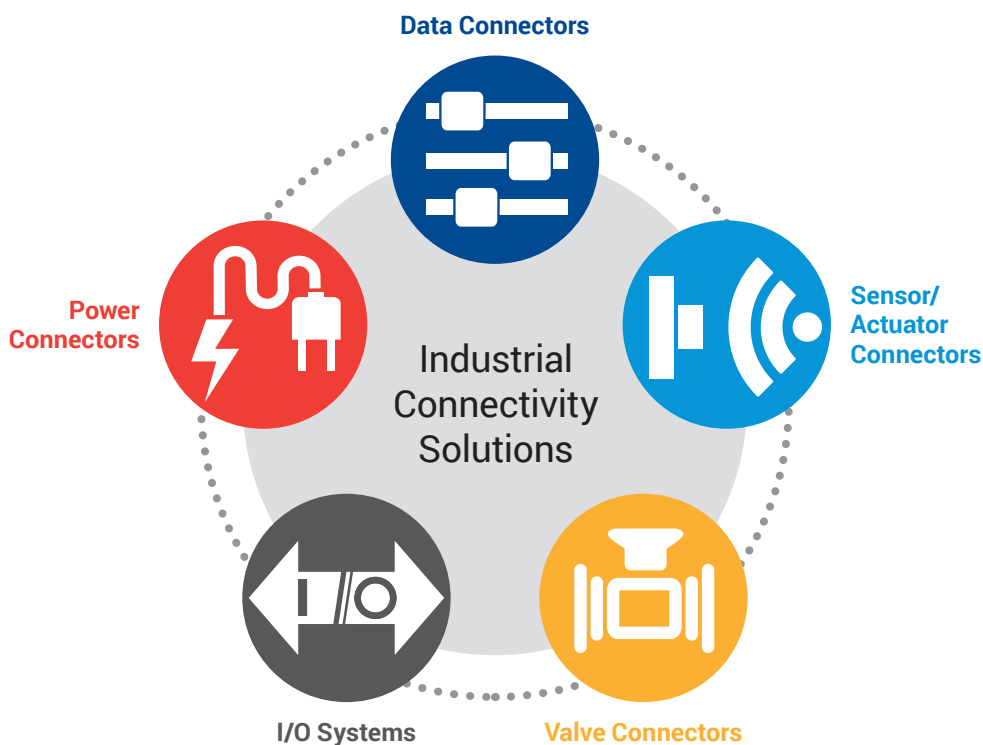 Data Connectors
Power
Connectors
Sensor/
Actuator
Connectors
Industrial
Connectivity
Solutions
I/O
I/O Systems
Valve Connectors